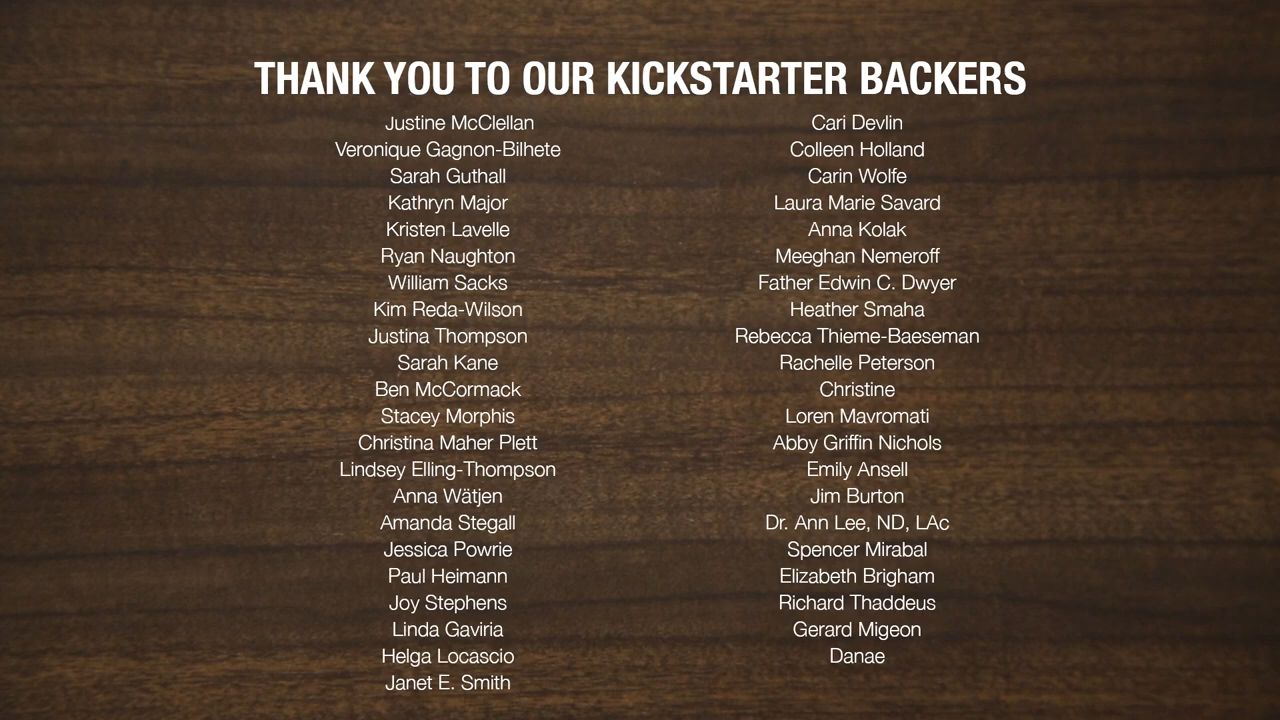 THANK YOU TO OUR KICKSTARTER BACKERS
Justine McClellan
Veronique Gagnon-Bilhete
Sarah Guthall
Kathryn Major
Kristen Lavelle
Ryan Naughton
William Sacks
Kim Reda-Wilson
Justina Thompson
Sarah Kane
Ben McCormack
Stacey Morphis
Christina Maher Plett
Lindsey Elling-Thompson
Anna Wätjen
Amanda Stegall
Jessica Powrie
Paul Heimann
Joy Stephens
Linda Gaviria
Helga Locascio
Janet E. Smith
Cari Devlin
Colleen Holland
Carin Wolfe
Laura Marie Savard
Anna Kolak
Meeghan Nemeroff
Father Edwin C. Dwyer
Heather Smaha
Rebecca Thieme-Baeseman
Rachelle Peterson
Christine
Loren Mavromati
Abby Griffin Nichols
Emily Ansell
Jim Burton
Dr. Ann Lee, ND, LAc
Spencer Mirabal
Elizabeth Brigham
Richard Thaddeus
Gerard Migeon
Danae